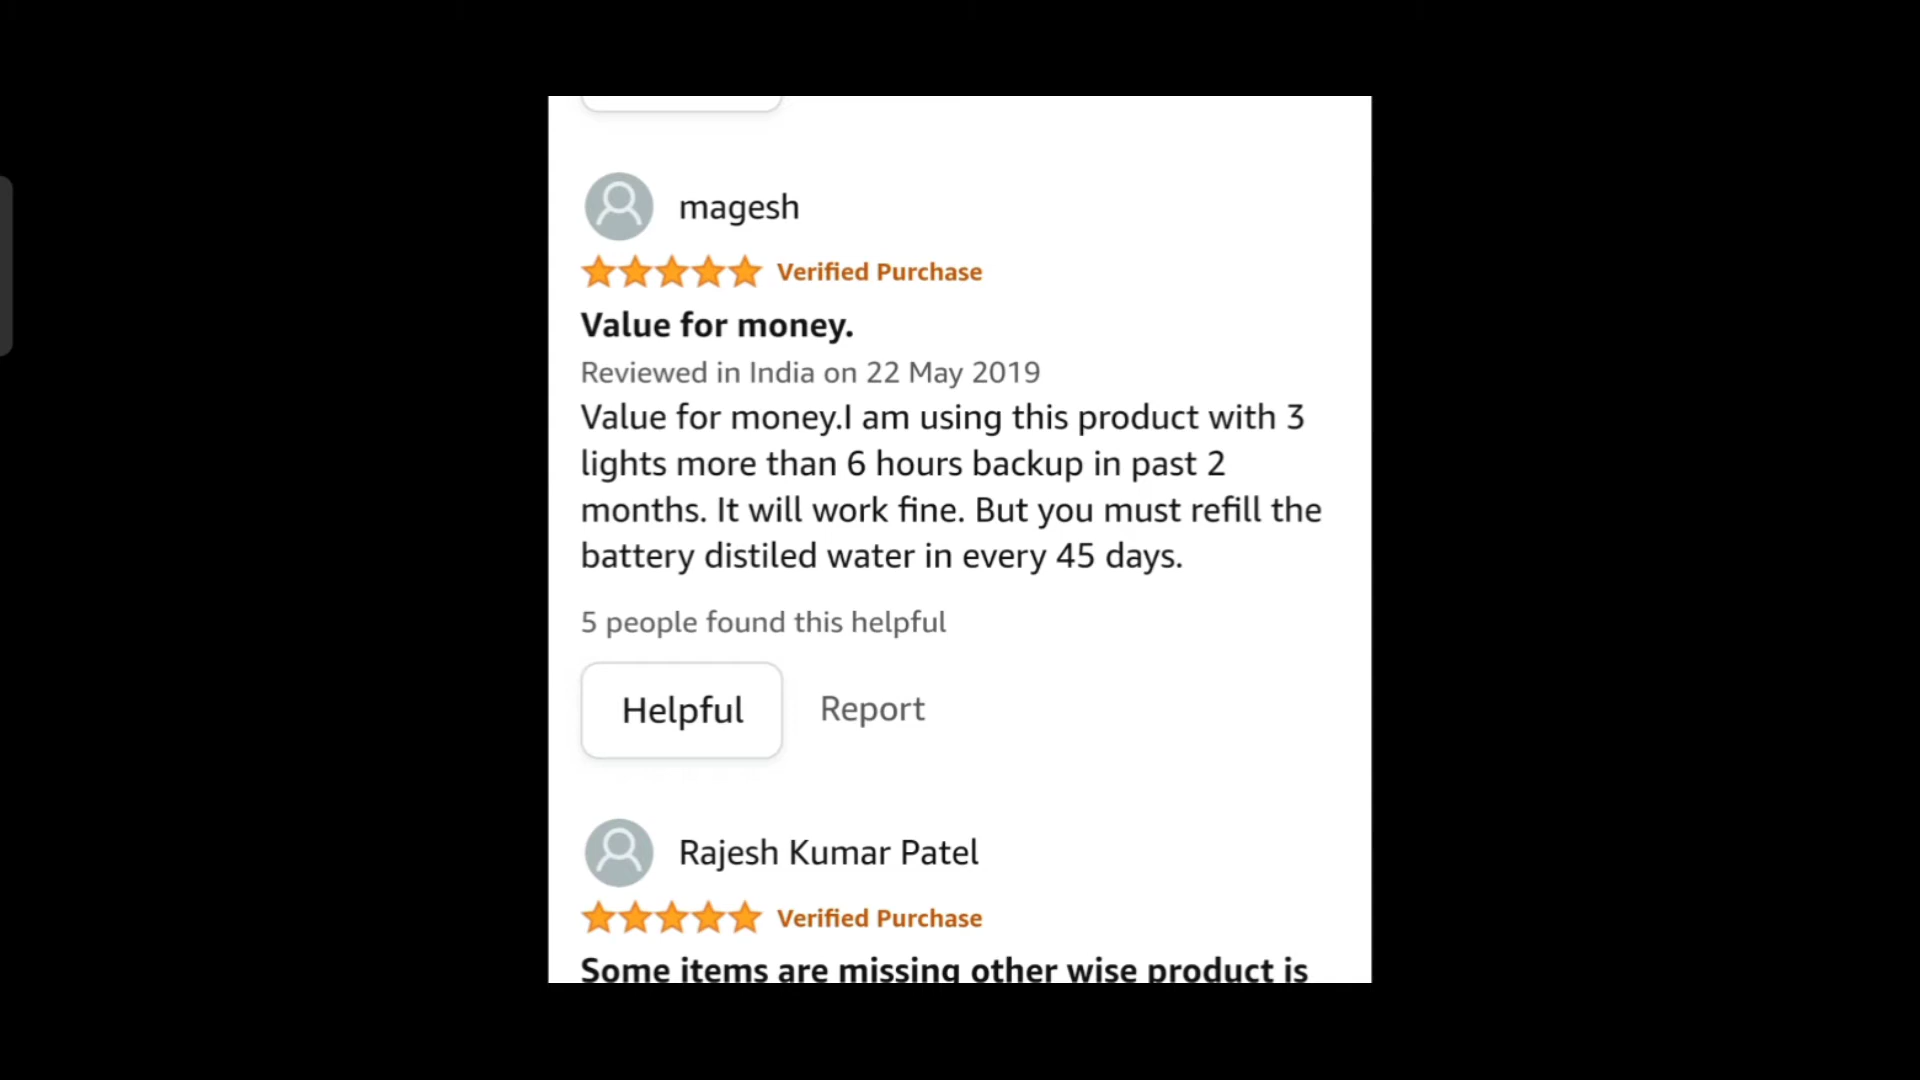 magesh
Verified Purchase
Value for money.
Reviewed in India on 22 May 2019
Value for money.I am using this product with 3
lights more than 6 hours backup in past 2
months. It will work fine. But you must refill the
battery distiled water in every 45 days.
5 people found this helpful
Helpful
Report
Rajesh Kumar Patel
Verified Purchase
Some items are missing other wise product is